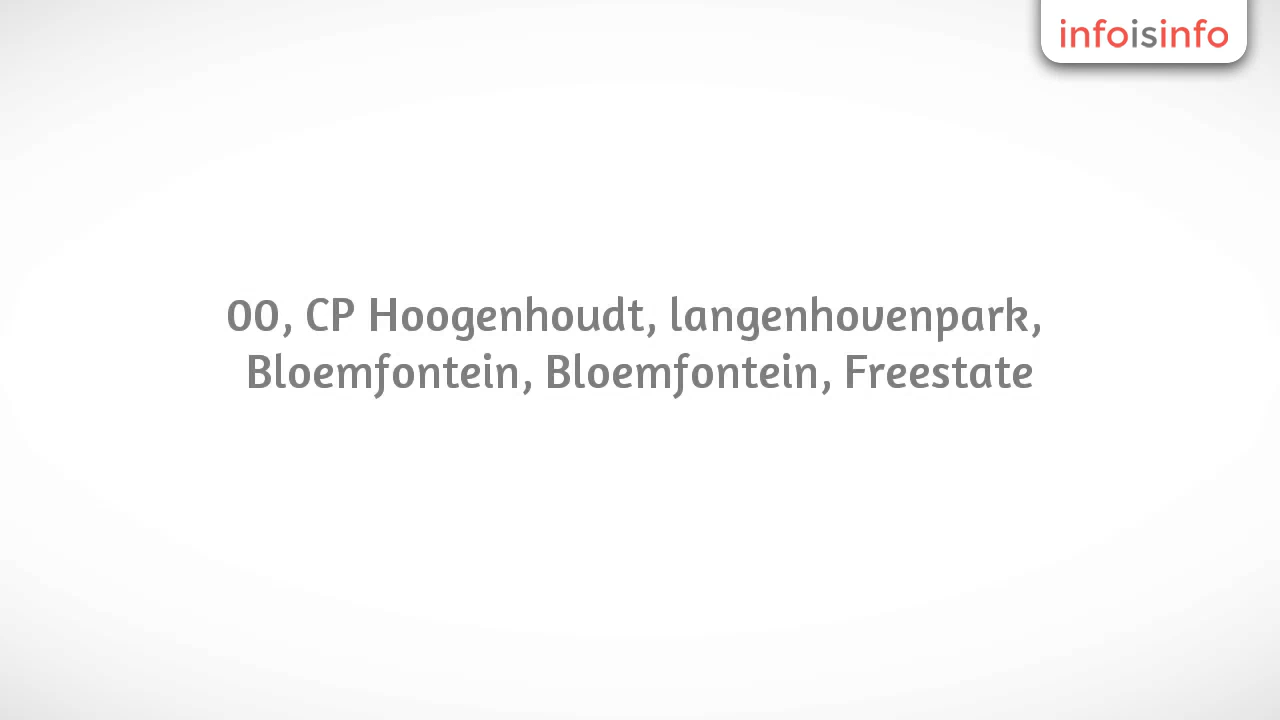 infoisinfo
00, CP Hoogenhoudt, langenhovenpark,
Bloemfontein, Bloemfontein, Freestate